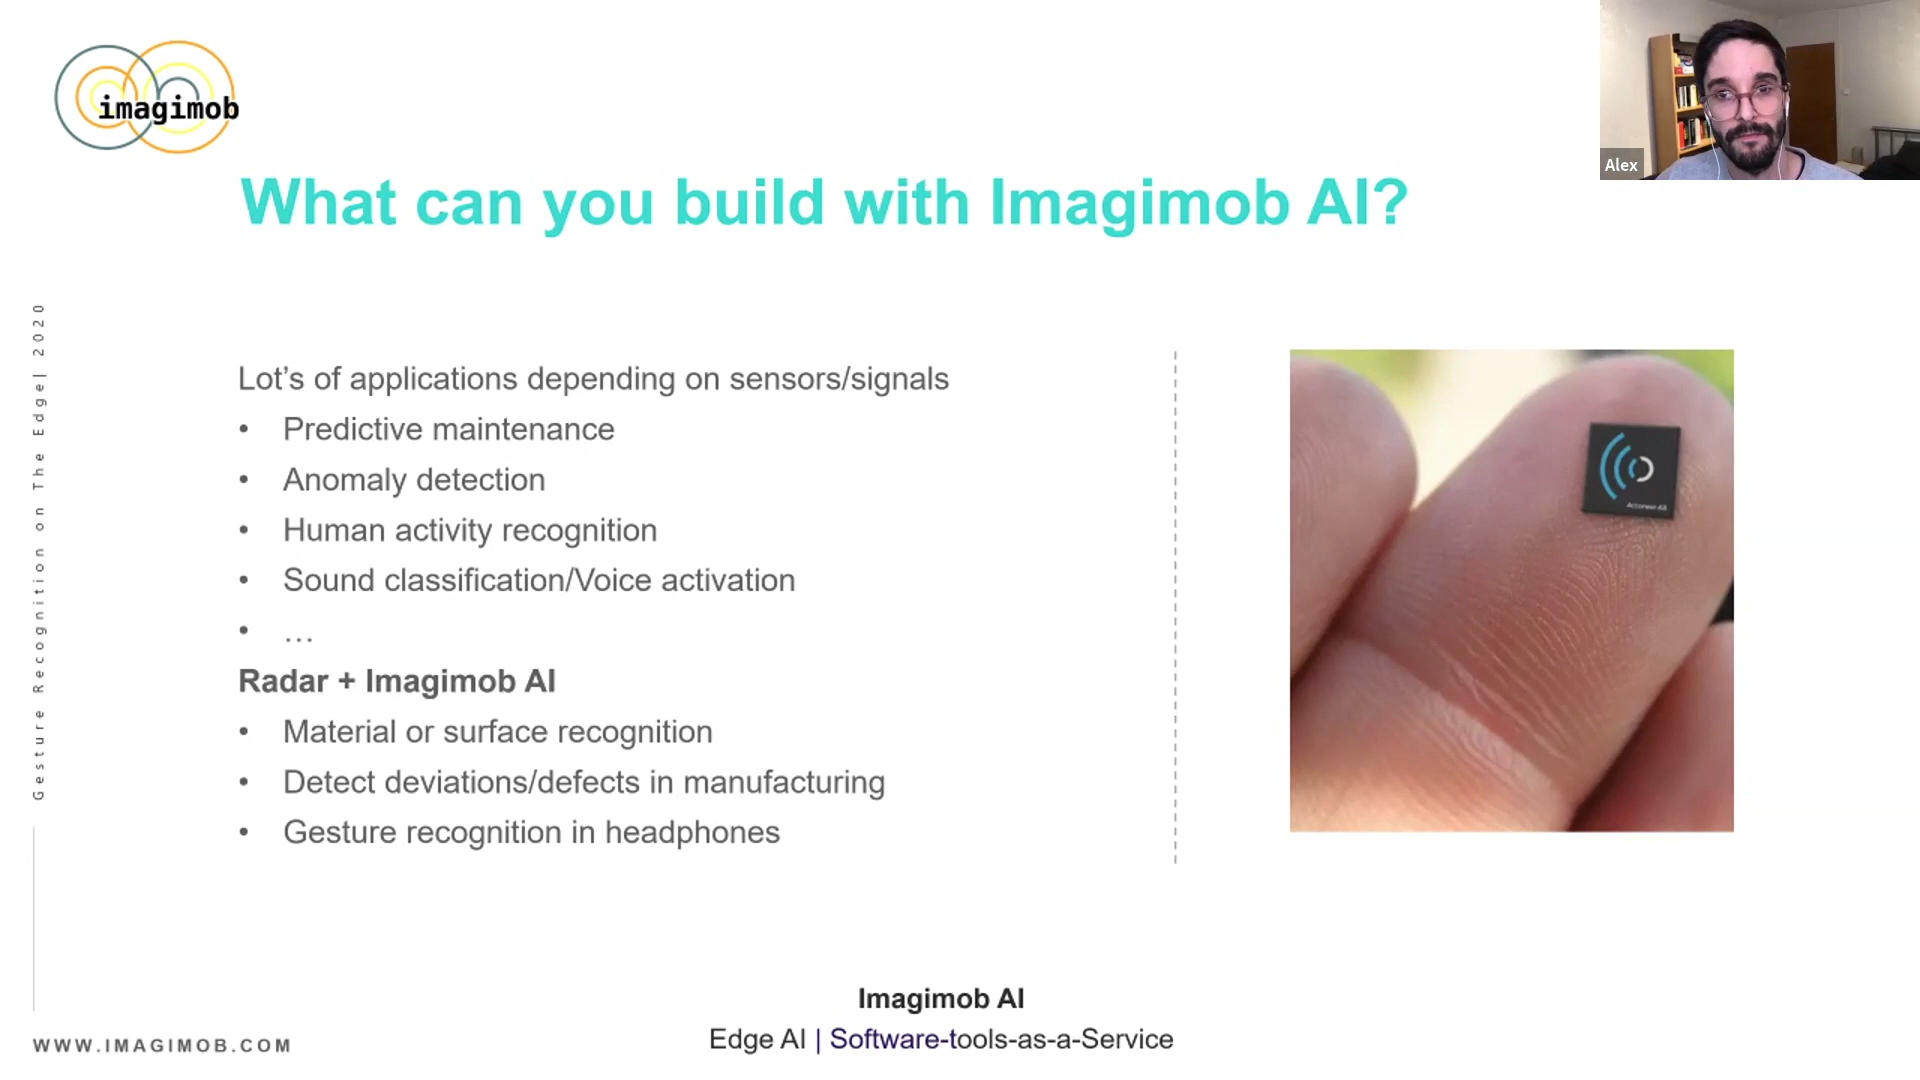 imagimob
Alex
What can you build with Imagimob AI?
Gesture Recognition on The Edge| 2020
Lot’s of applications depending on sensors/signals
• Predictive maintenance
• Anomaly detection
• Human activity recognition
• Sound classification/Voice activation
• …
Radar + Imagimob AI
• Material or surface recognition
• Detect deviations/defects in manufacturing
• Gesture recognition in headphones
Acconeer AB
Imagimob AI
Edge AI | Software-tools-as-a-Service
WWW.IMAGIMOB.COM